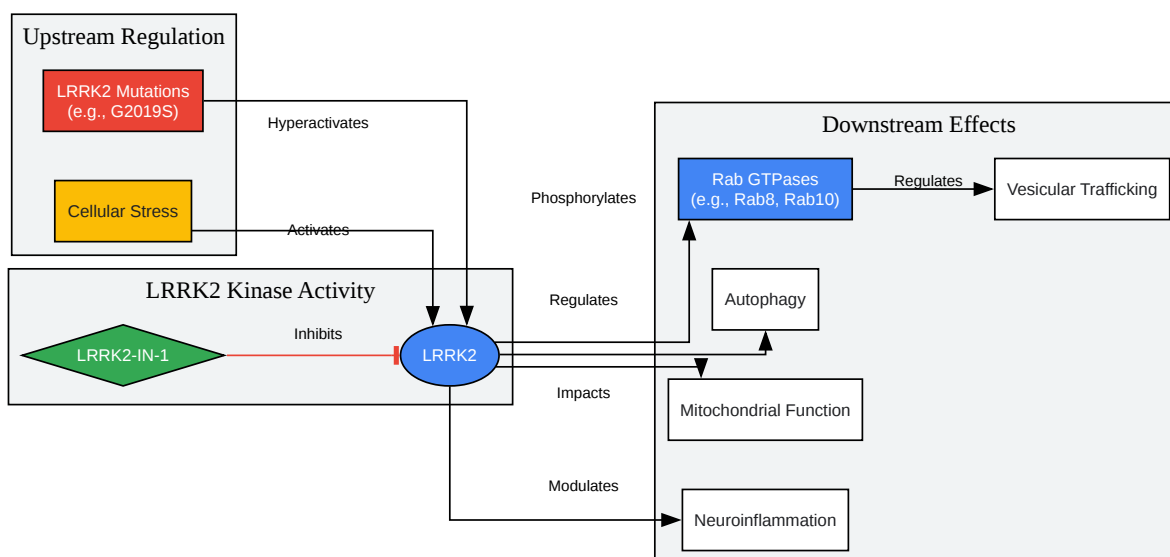 Upstream Regulation
LRRK2 Mutations
(e.g., G2019S)
Hyperactivates
Cellular Stress
Activates
LRRK2 Kinase Activity
LRRK2-IN-1
Inhibits
LRRK2
Phosphorylates
Regulates
Impacts
Modulates
Downstream Effects
Rab GTPases
(e.g., Rab8, Rab10)
Regulates
Vesicular Trafficking
Autophagy
Mitochondrial Function
Neuroinflammation